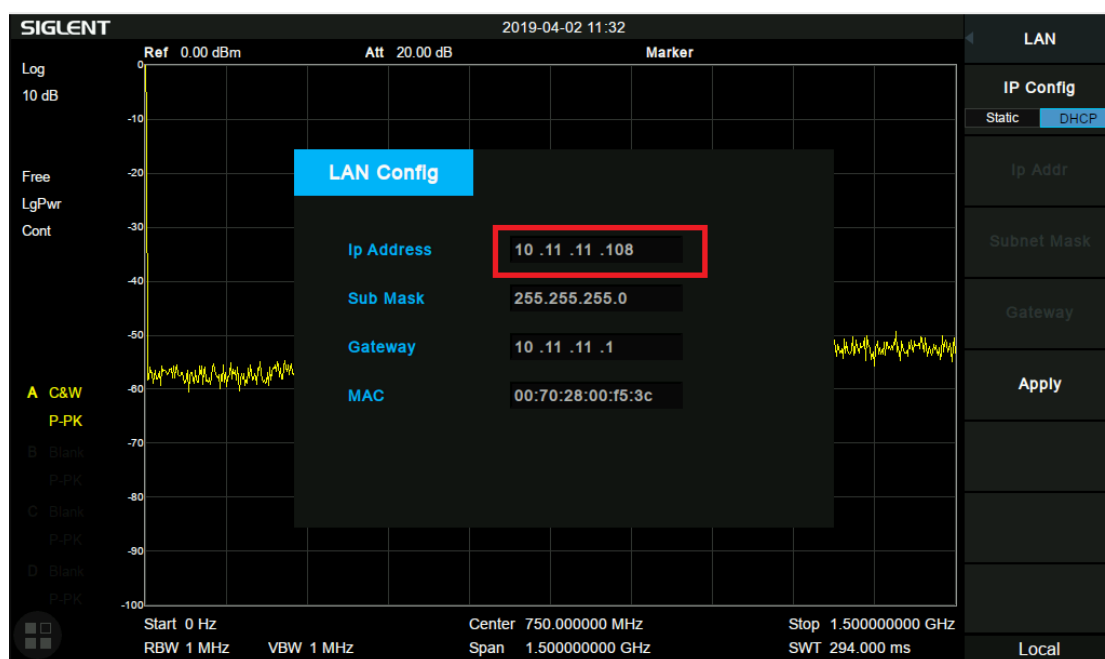 SIGLENT
2019-04-02 11:32
LAN
Ref 0.00 dBm
Att 20.00 dB
Marker
Log
10 dB
Free
LgPwr
Cont
A C&W
P-PK
B Blank
P-PK
C Blank
P-PK
D Blank
P-PK
0
-10
-20
-30
-40
-50
-60
-70
-80
-90
-100
LAN Config
Ip Address 10 .11 .11 .108
Sub Mask 255.255.255.0
Gateway 10 .11 .11 .1
MAC 00:70:28:00:f5:3c
IP Config
Static DHCP
Ip Addr
Subnet Mask
Gateway
Apply
Start 0 Hz
Center 750.000000 MHz
Stop 1.500000000 GHz
RBW 1 MHz
VBW 1 MHz
Span 1.500000000 GHz
SWT 294.000 ms
Local